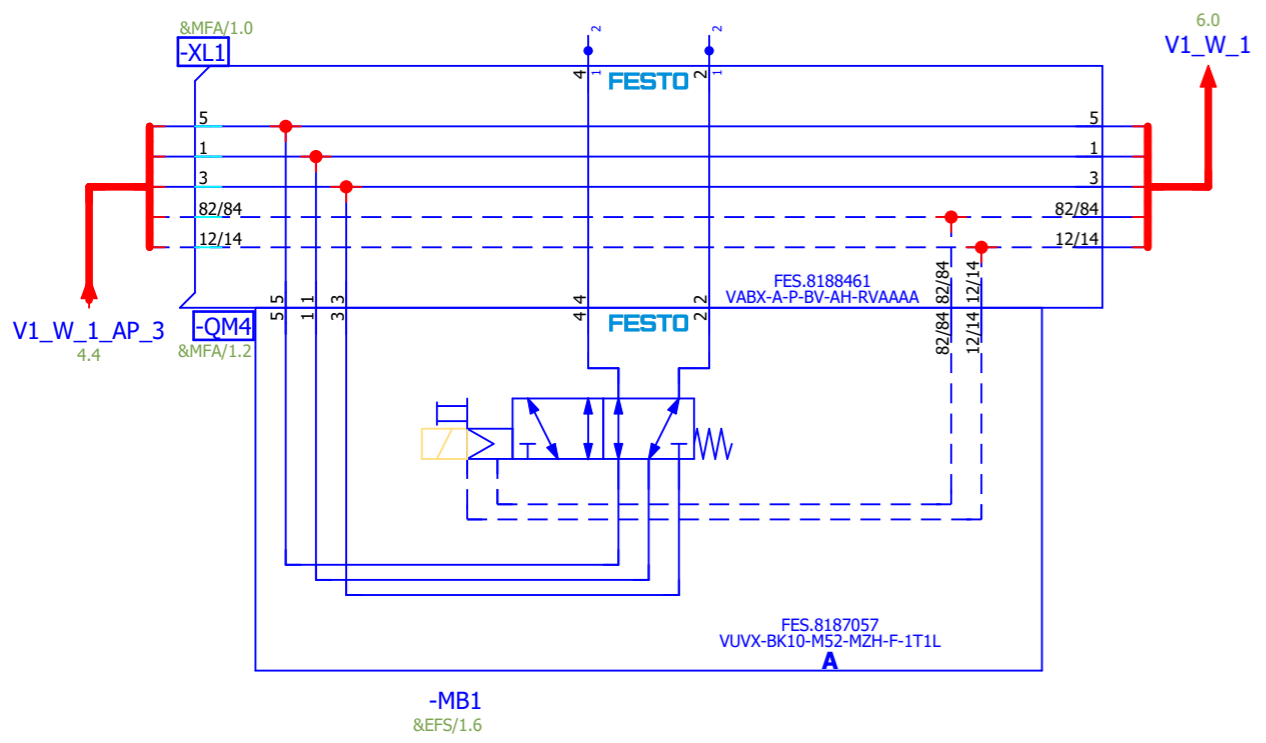 &MFA/1.0
-XL1
6.0
V1_W_1
2
2
4
1
FESTO
2
1
5
5
1
1
3
3
82/84
82/84
12/14
12/14
FES.8188461
VABX-A-P-BV-AH-RVAAAA
5
1
3
4
2
82/84
12/14
V1_W_1_AP_3
4.4
-QM4
&MFA/1.2
5
1
3
4
FESTO
2
82/84
12/14
FES.8187057
VUVX-BK10-M52-MZH-F-1T1L
A
-MB1
&EFS/1.6